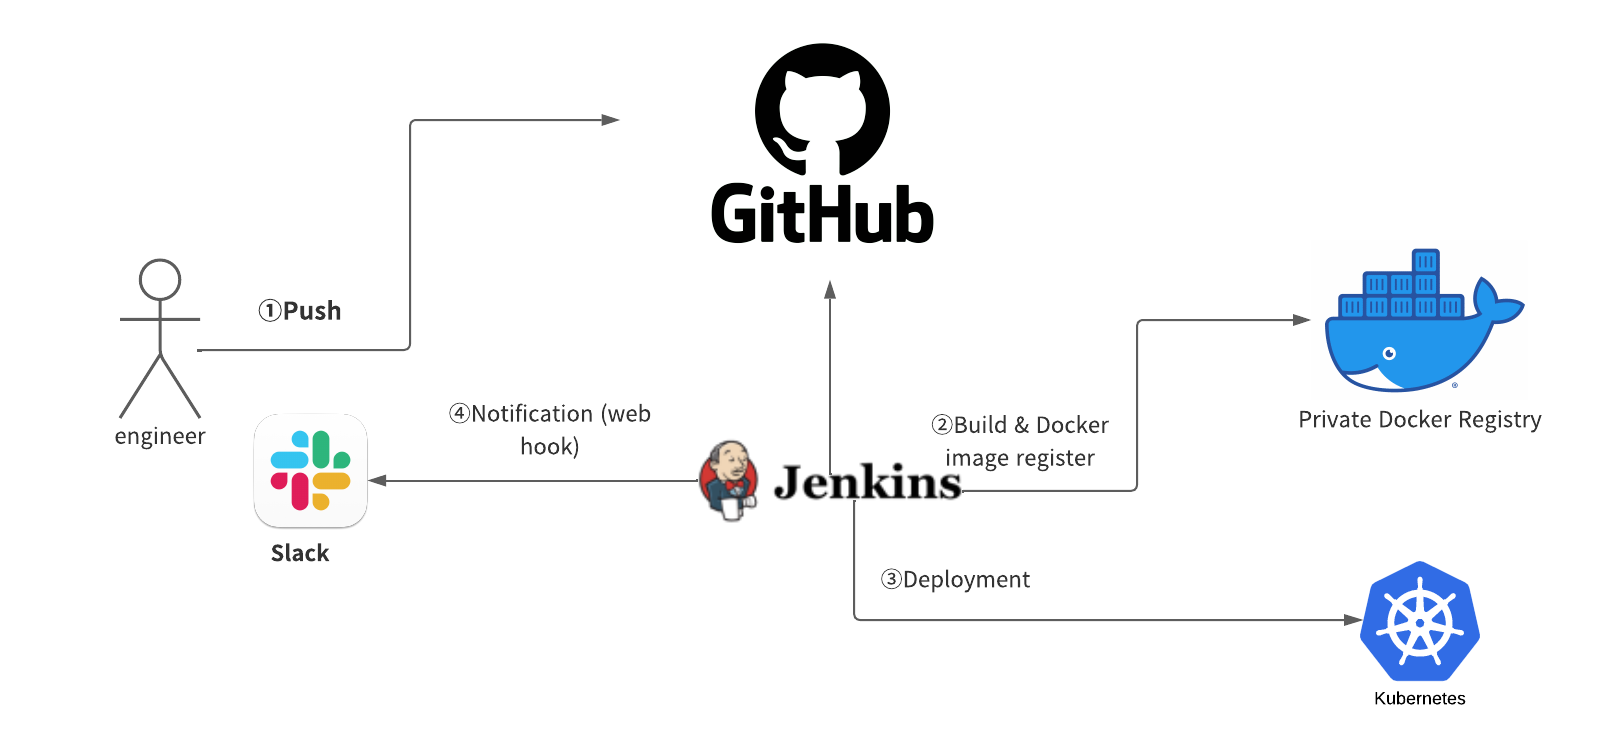 GitHub
①Push
engineer
④Notification (web
hook)
Slack
Jenkins
②Build & Docker
image register
Private Docker Registry
③Deployment
Kubernetes